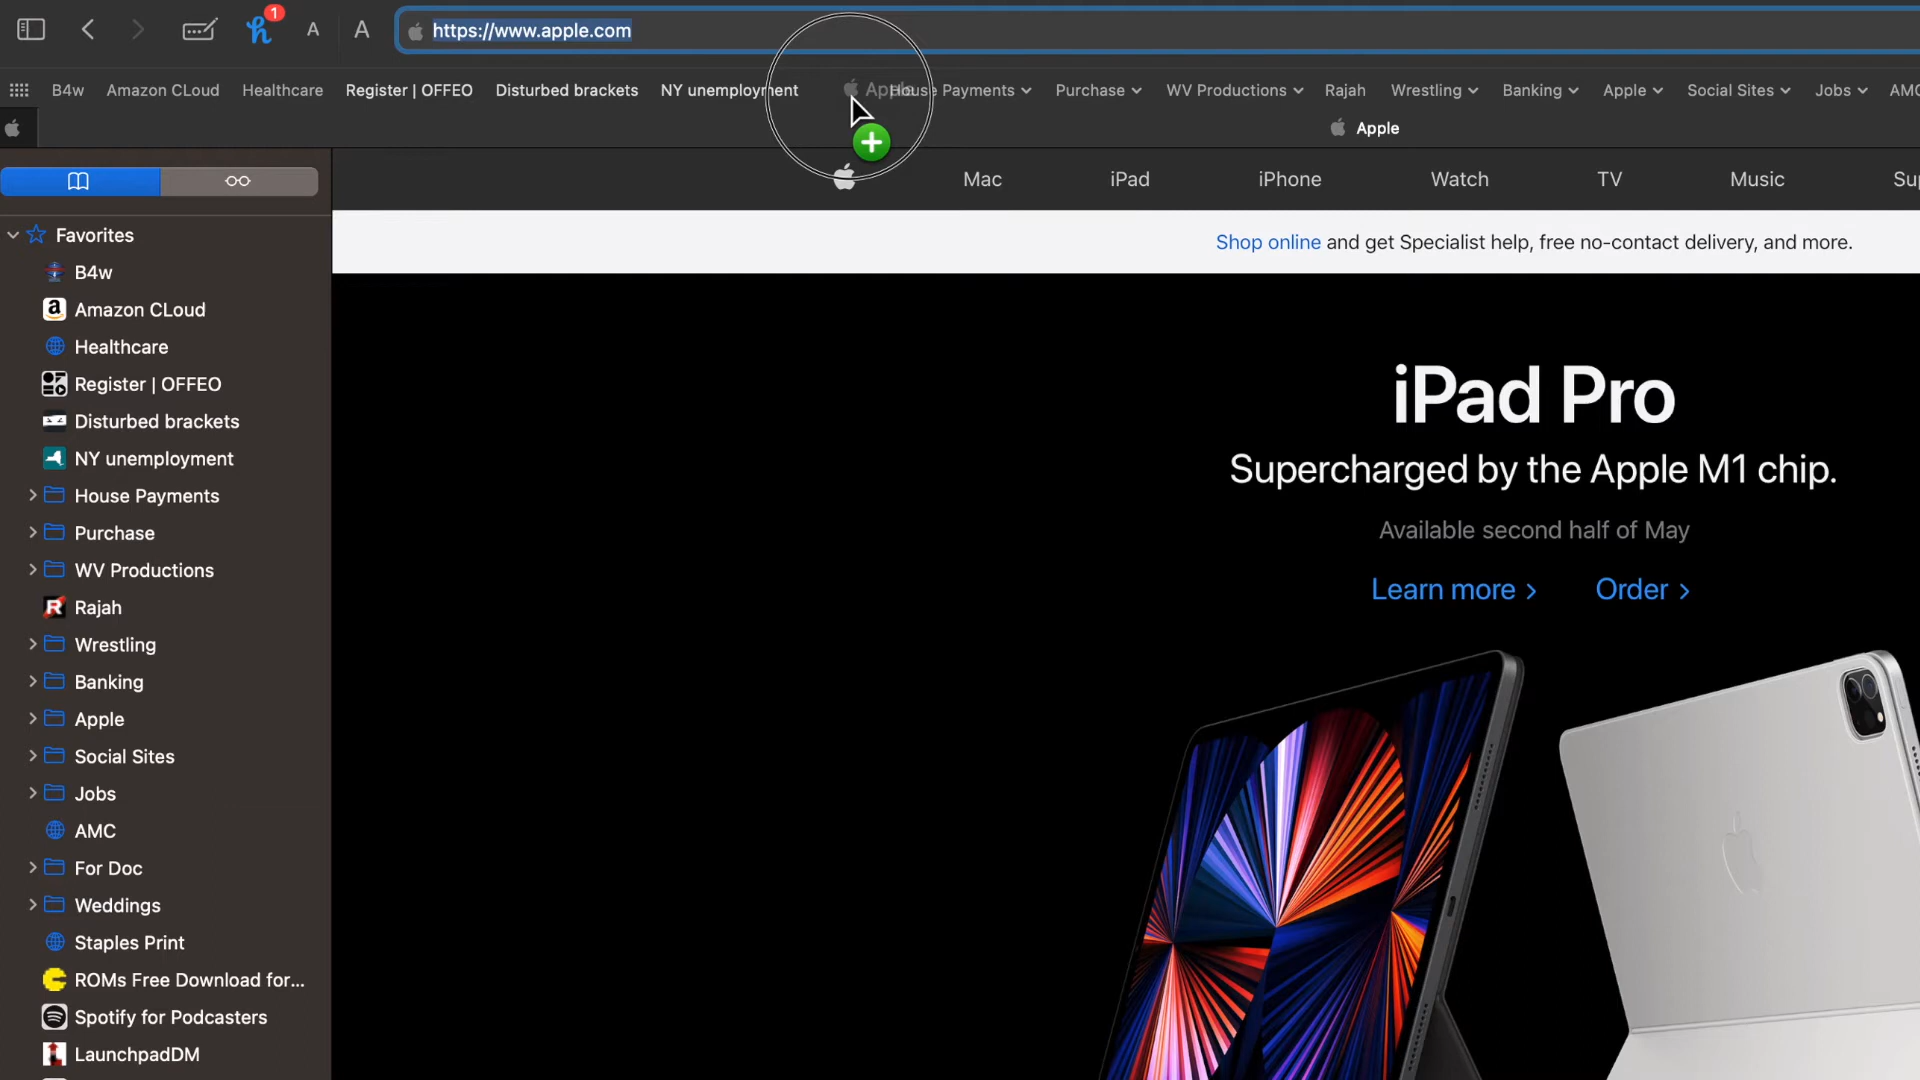 1
A A https://www.apple.com
B4w Amazon CLoud Healthcare Register | OFFEO Disturbed brackets NY unemployment Apple House Payments Purchase WV Productions Rajah Wrestling Banking Apple Social Sites Jobs AMC
Apple
Mac iPad iPhone Watch TV Music Sup
Shop online and get Specialist help, free no-contact delivery, and more.
Favorites
B4w
Amazon CLoud
Healthcare
Register | OFFEO
Disturbed brackets
NY unemployment
House Payments
Purchase
WV Productions
Rajah
Wrestling
Banking
Apple
Social Sites
Jobs
AMC
For Doc
Weddings
Staples Print
ROMs Free Download for...
Spotify for Podcasters
LaunchpadDM
iPad Pro
Supercharged by the Apple M1 chip.
Available second half of May
Learn more > Order >